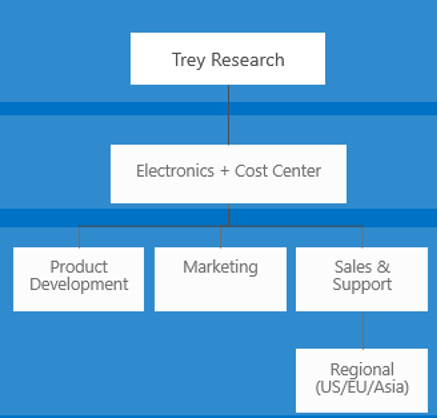 Trey Research
Electronics + Cost Center
Product
Development
Marketing
Sales &
Support
Regional
(US/EU/Asia)